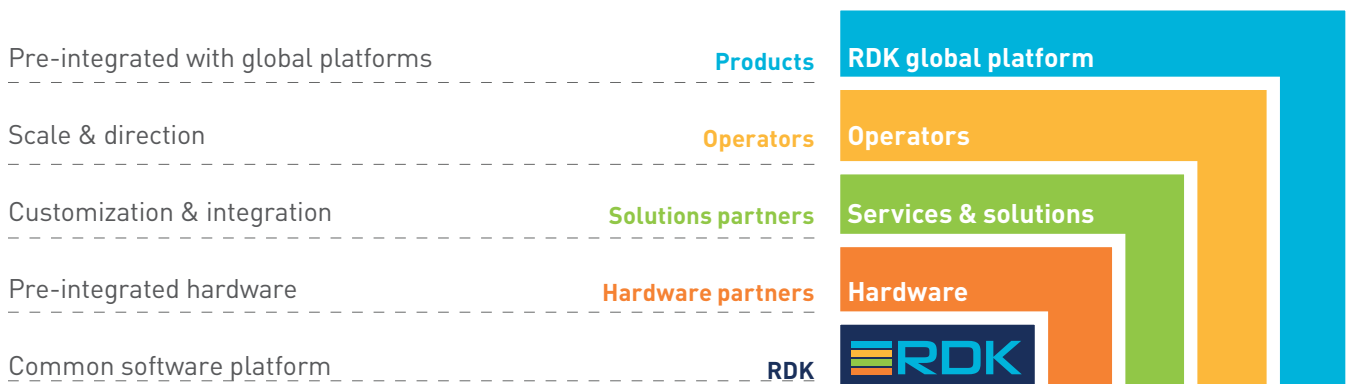 Pre-integrated with global platforms Products RDK global platform
Scale & direction Operators Operators
Customization & integration Solutions partners Services & solutions
Pre-integrated hardware Hardware partners Hardware
Common software platform RDK RDK